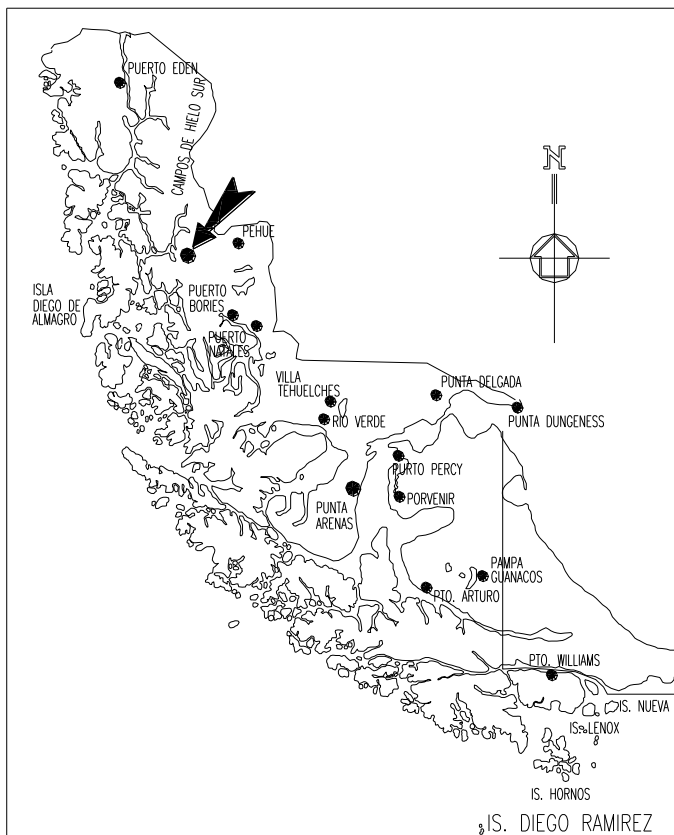 PUERTO EDEN
CAMPOS DE HIELO SUR
N
PEHUE
ISLA
DIEGO DE
ALMAGRO
PUERTO
BORIES
PUERTO
NATALES
VILLA
TEHUELCHES
RIO VERDE
PUNTA DELGADA
PUNTA DUNGENESS
PURTO PERCY
PORVENIR
PUNTA
ARENAS
PAMPA
GUANACOS
PTO. ARTURO
PTO. WILLIAMS
IS. NUEVA
IS. LENOX
IS. HORNOS
IS. DIEGO RAMIREZ